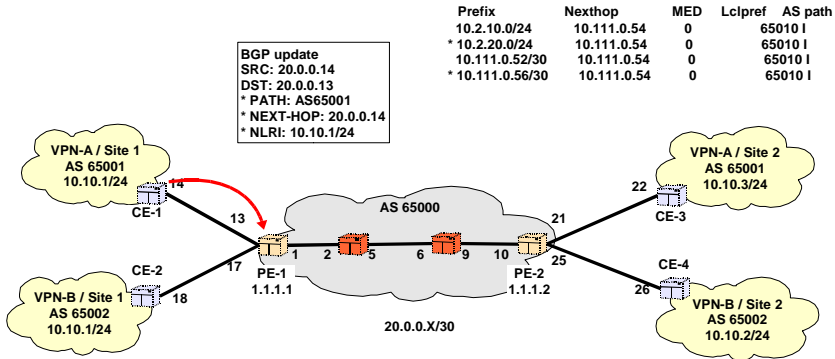 Prefix Nexthop MED Lclpref AS path
10.2.10.0/24 10.111.0.54 0 65010 I
* 10.2.20.0/24 10.111.0.54 0 65010 I
10.111.0.52/30 10.111.0.54 0 65010 I
* 10.111.0.56/30 10.111.0.54 0 65010 I
BGP update
SRC: 20.0.0.14
DST: 20.0.0.13
* PATH: AS65001
* NEXT-HOP: 20.0.0.14
* NLRI: 10.10.1/24
VPN-A / Site 1
AS 65001
10.10.1/24
14
CE-1
13
VPN-A / Site 2
AS 65001
10.10.3/24
22
CE-3
21
AS 65000
1 2 5 6 9 10
PE-1
1.1.1.1
PE-2
1.1.1.2
17
CE-2
18
VPN-B / Site 1
AS 65002
10.10.1/24
25
CE-4
26
VPN-B / Site 2
AS 65002
10.10.2/24
20.0.0.X/30